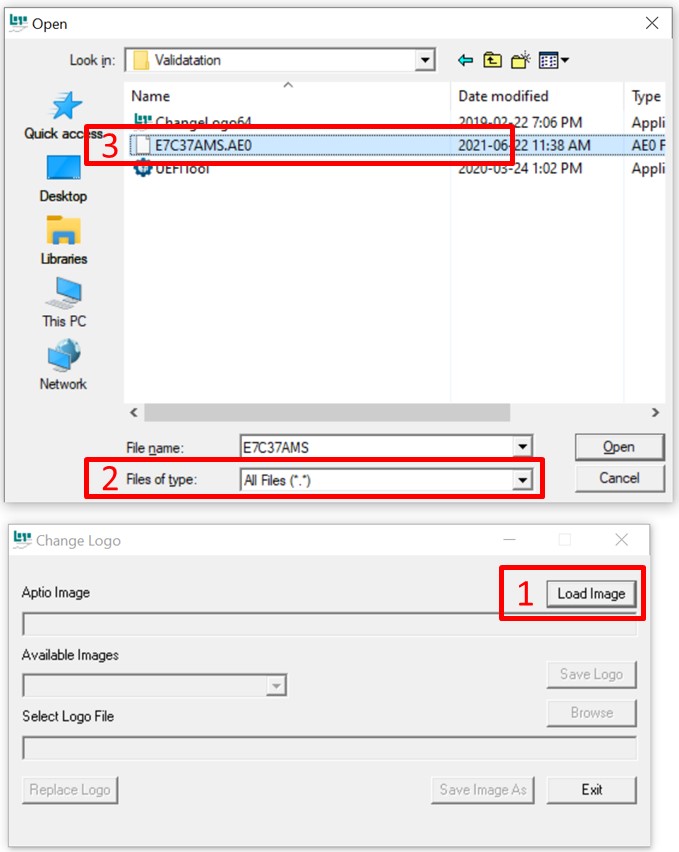 Open
Look in: Validatation
Name Date modified Type
ChangeLogo64 2019-02-22 7:06 PM Appli
3 E7C37AMS.AE0 2021-06-22 11:38 AM AE0 F
UEFITool 2020-03-24 1:02 PM Appli
Quick access
Desktop
Libraries
This PC
Network
File name: E7C37AMS Open
2 Files of type: All Files (*.*) Cancel
Change Logo
Aptio Image 1 Load Image
Available Images
Save Logo
Select Logo File Browse
Replace Logo Save Image As Exit